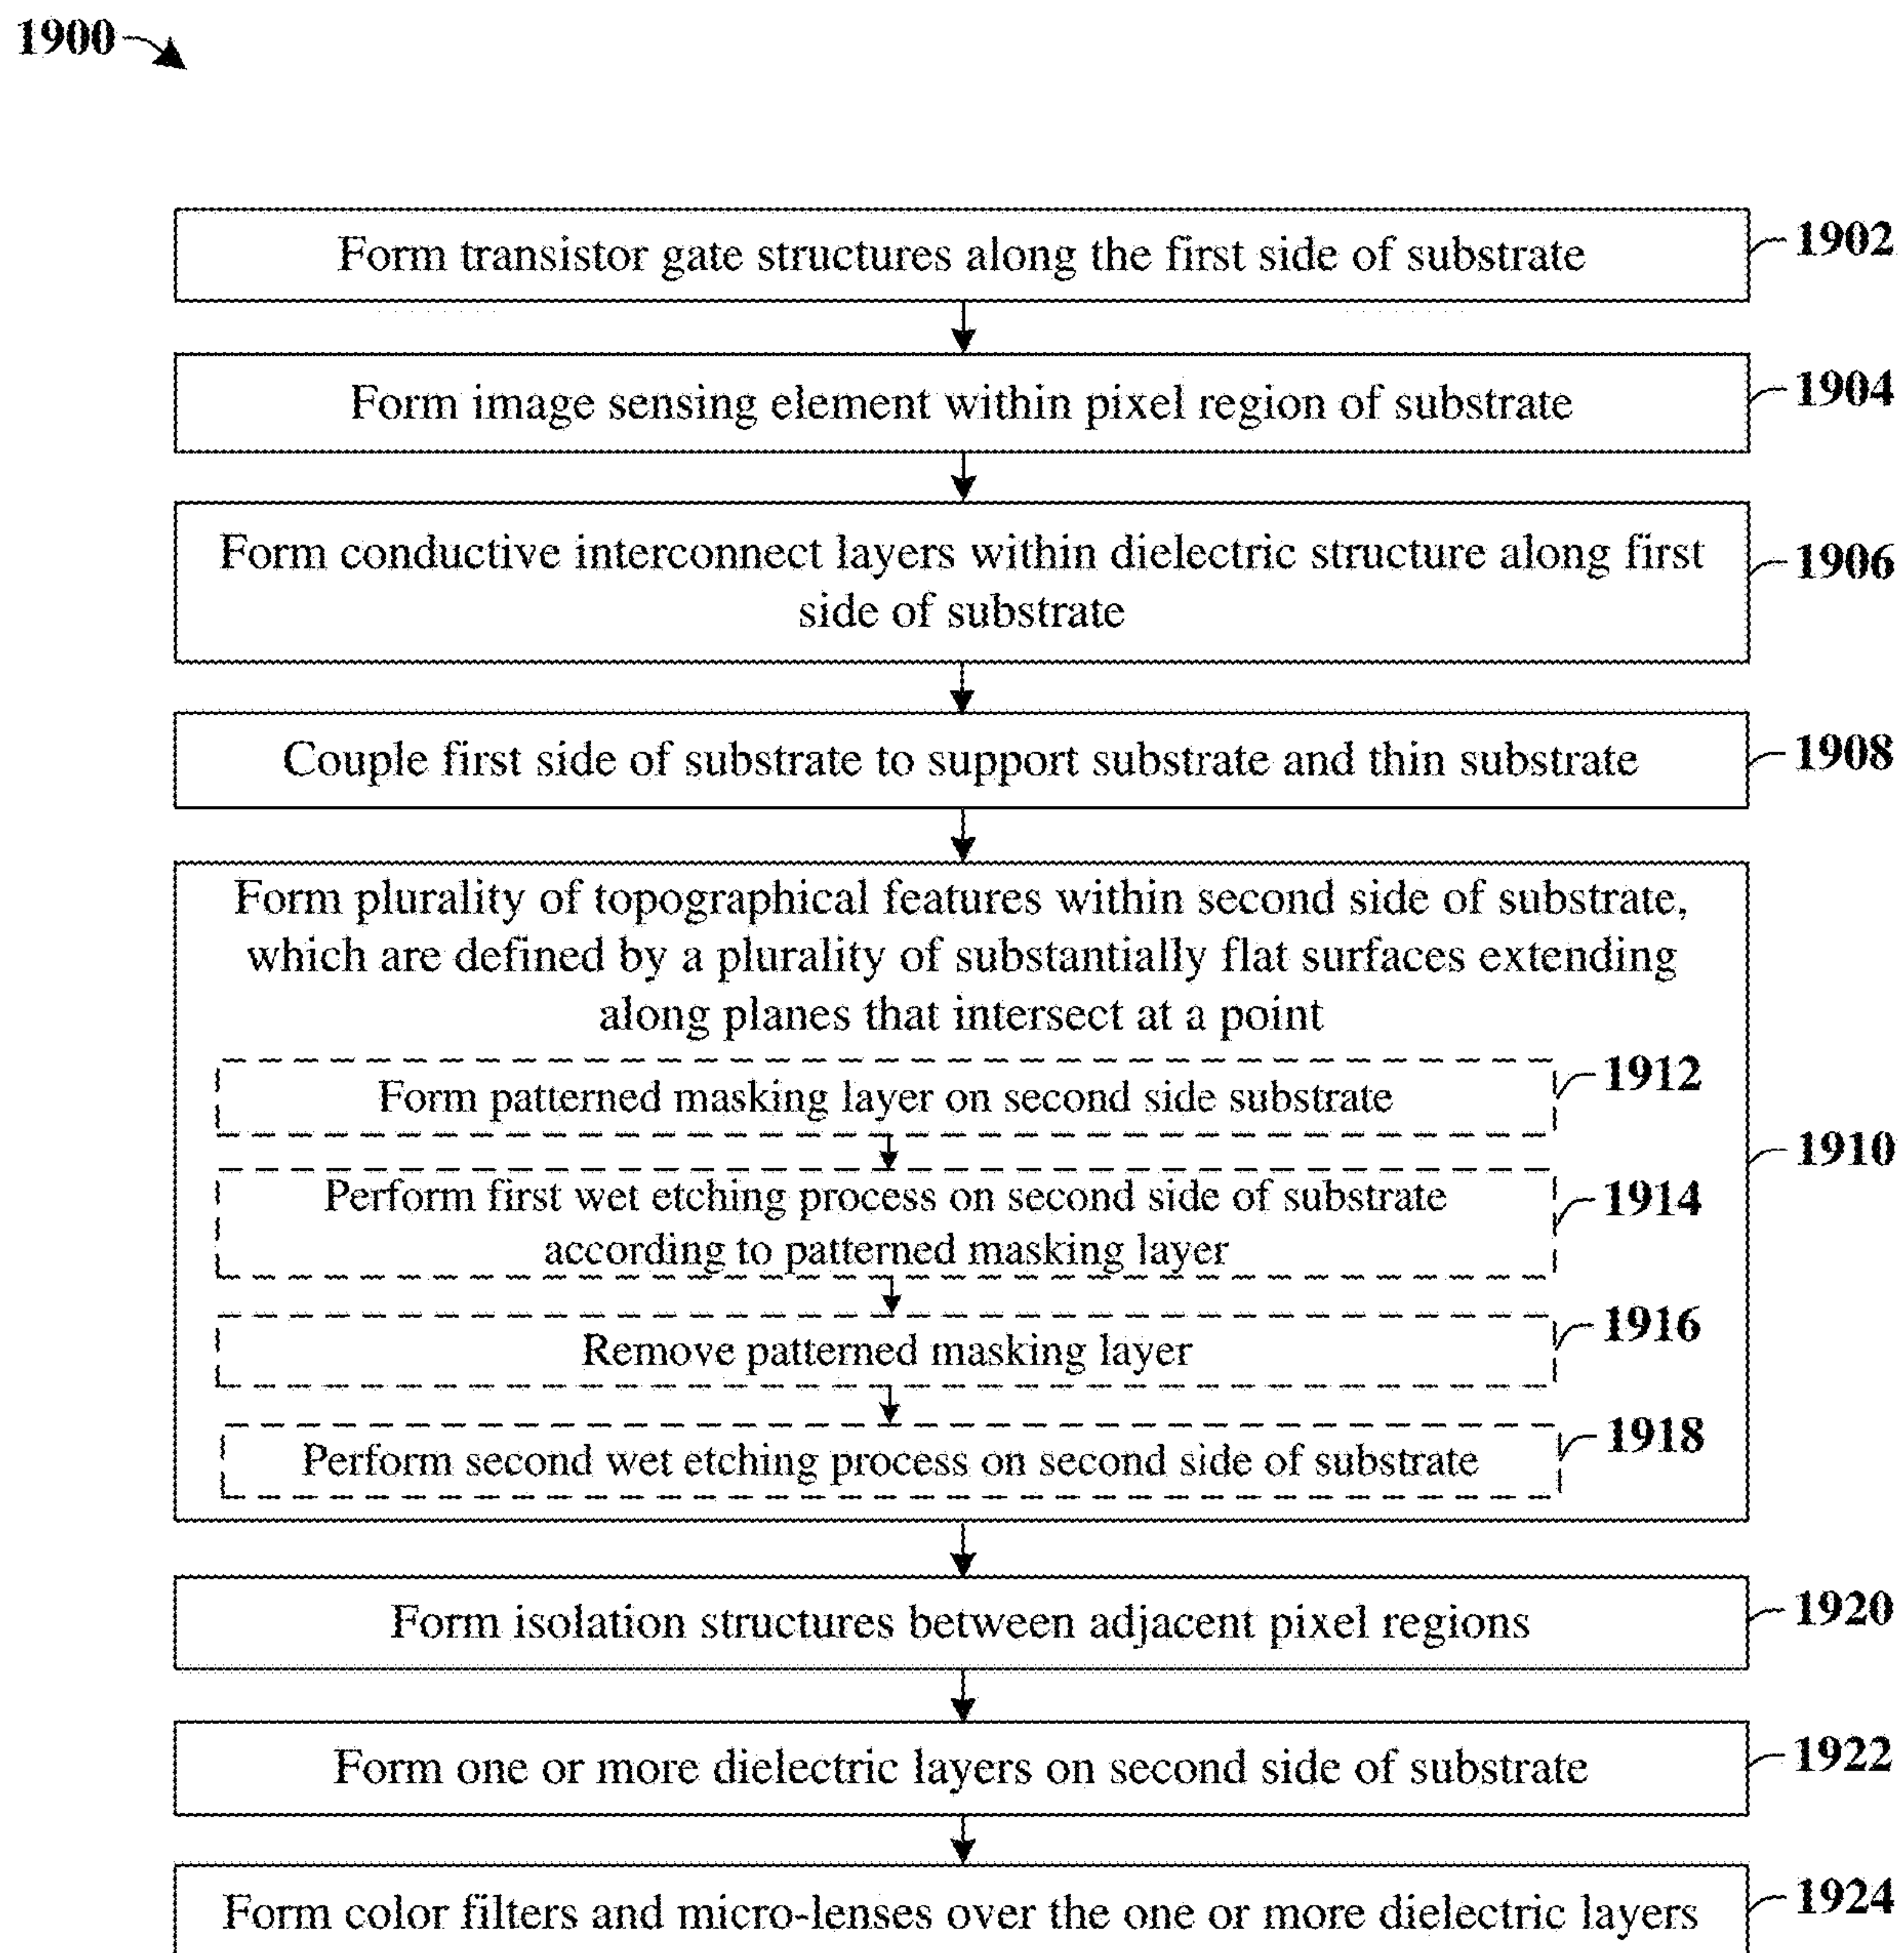 1900
Form transistor gate structures along the first side of substrate
1902
Form image sensing element within pixel region of substrate
1904
Form conductive interconnect layers within dielectric structure along first
side of substrate
1906
Couple first side of substrate to support substrate and thin substrate
1908
Form plurality of topographical features within second side of substrate,
which are defined by a plurality of substantially flat surfaces extending
along planes that intersect at a point
1910
Form patterned masking layer on second side substrate
1912
Perform first wet etching process on second side of substrate
according to patterned masking layer
1914
Remove patterned masking layer
1916
Perform second wet etching process on second side of substrate
1918
Form isolation structures between adjacent pixel regions
1920
Form one or more dielectric layers on second side of substrate
1922
Form color filters and micro-lenses over the one or more dielectric layers
1924